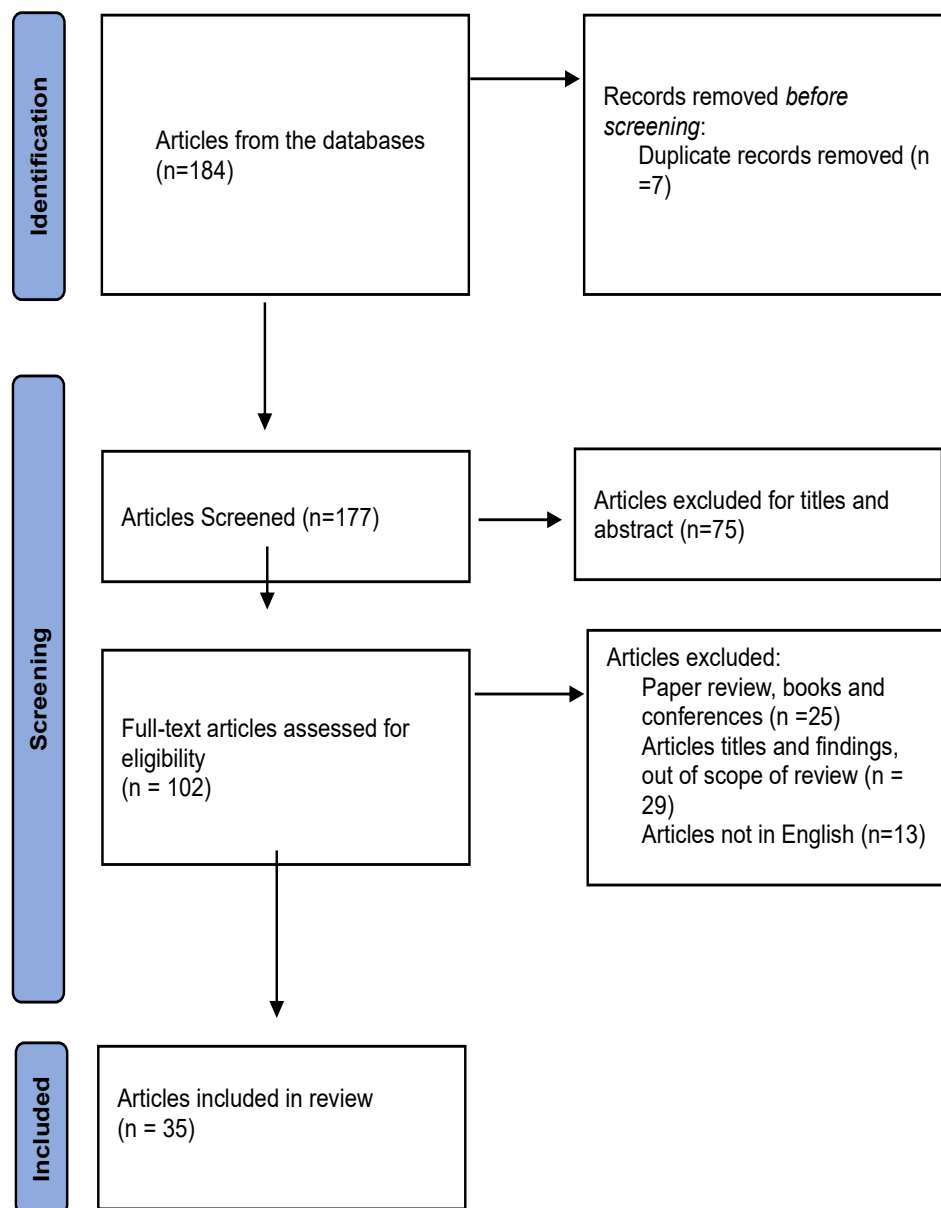 Identification
Articles from the databases
(n=184)
Records removed before
screening:
Duplicate records removed (n
=7)
Screening
Articles Screened (n=177)
Articles excluded for titles and
abstract (n=75)
Full-text articles assessed for
eligibility
(n = 102)
Articles excluded:
Paper review, books and
conferences (n =25)
Articles titles and findings,
out of scope of review (n =
29)
Articles not in English (n=13)
Included
Articles included in review
(n = 35)